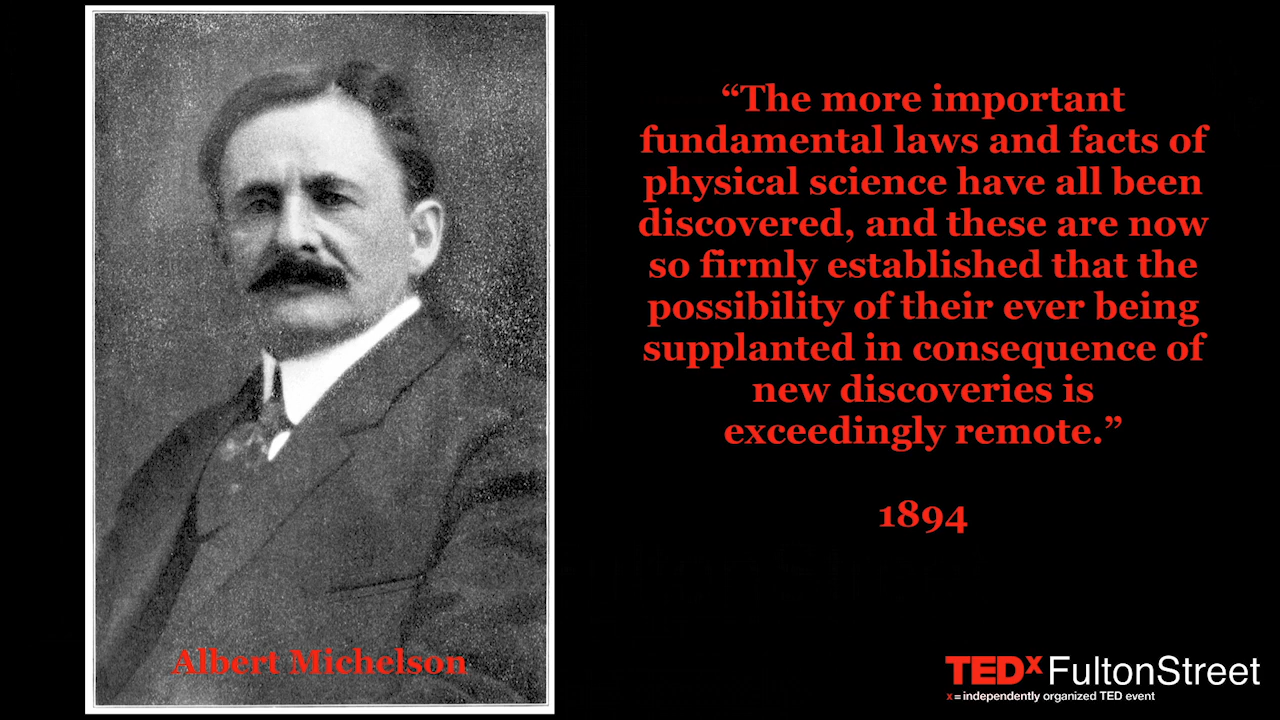 “The more important
fundamental laws and facts of
physical science have all been
discovered, and these are now
so firmly established that the
possibility of their ever being
supplanted in consequence of
new discoveries is
exceedingly remote.”
1894
Albert Michelson
TEDx FultonStreet
x = independently organized TED event